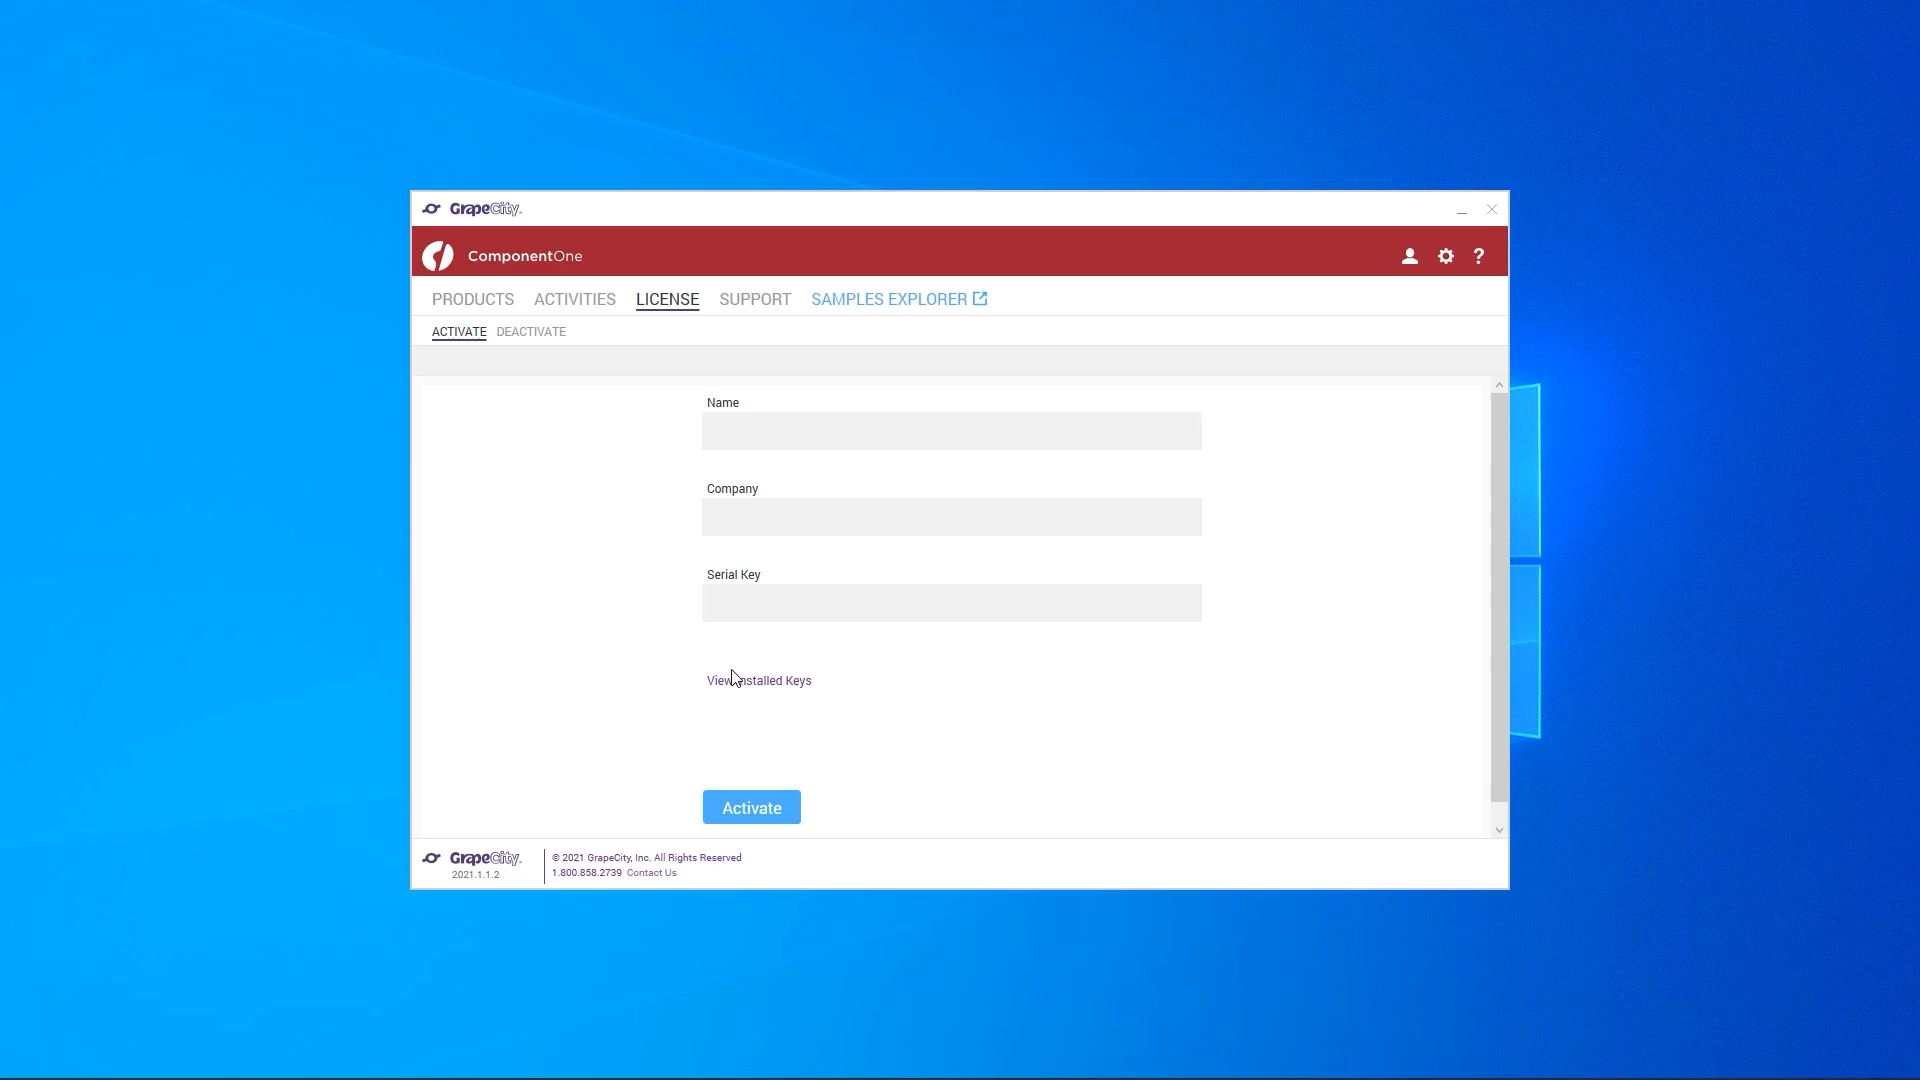 GrapeCity.
ComponentOne
?
PRODUCTS ACTIVITIES LICENSE SUPPORT SAMPLES EXPLORER
ACTIVATE DEACTIVATE
Name
Company
Serial Key
View Installed Keys
Activate
GrapeCity.
2021.1.1.2
© 2021 GrapeCity, Inc. All Rights Reserved
1.800.858.2739 Contact Us